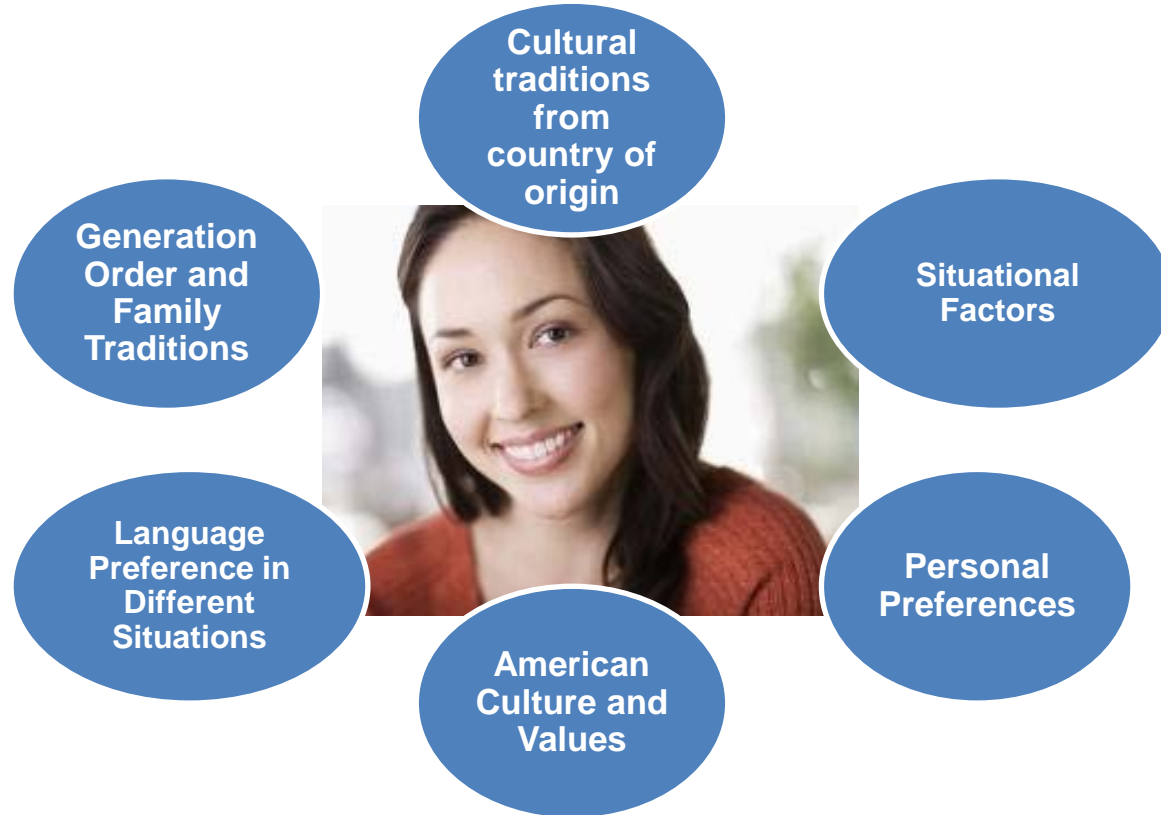 Cultural
traditions
from
country of
origin
Situational
Factors
Personal
Preferences
American
Culture and
Values
Language
Preference in
Different
Situations
Generation
Order and
Family
Traditions